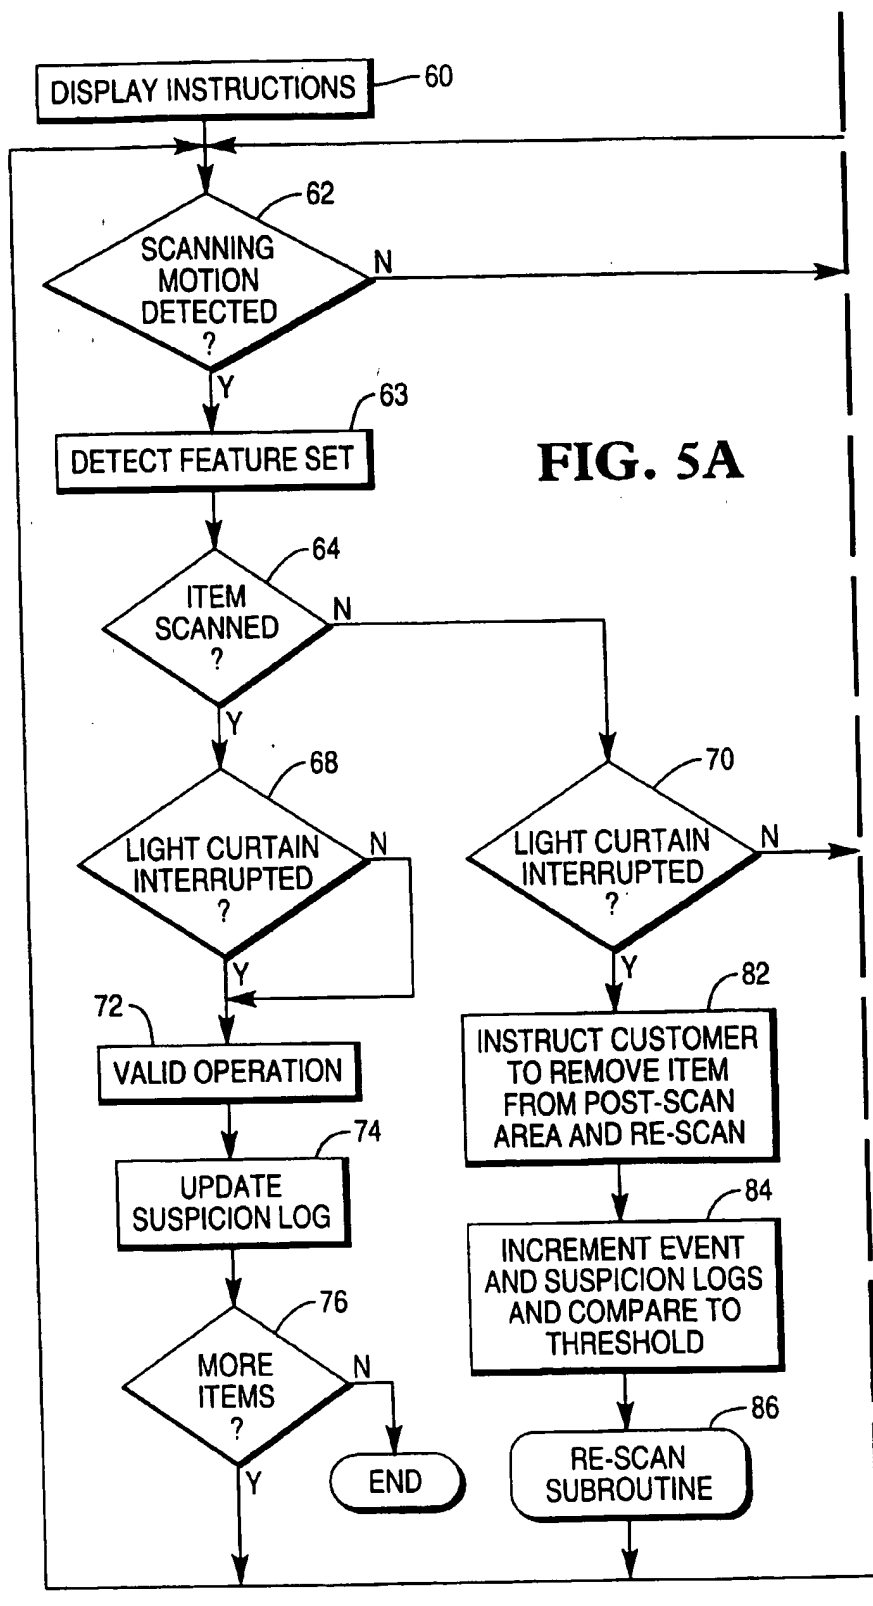 DISPLAY INSTRUCTIONS
60
62
SCANNING
MOTION
DETECTED
?
N
Y
63
DETECT FEATURE SET
FIG. 5A
64
ITEM
SCANNED
?
N
Y
68
LIGHT CURTAIN
INTERRUPTED
?
N
Y
70
LIGHT CURTAIN
INTERRUPTED
?
N
Y
72
VALID OPERATION
74
UPDATE
SUSPICION LOG
76
MORE
ITEMS
?
N
Y
END
82
INSTRUCT CUSTOMER
TO REMOVE ITEM
FROM POST-SCAN
AREA AND RE-SCAN
84
INCREMENT EVENT
AND SUSPICION LOGS
AND COMPARE TO
THRESHOLD
86
RE-SCAN
SUBROUTINE